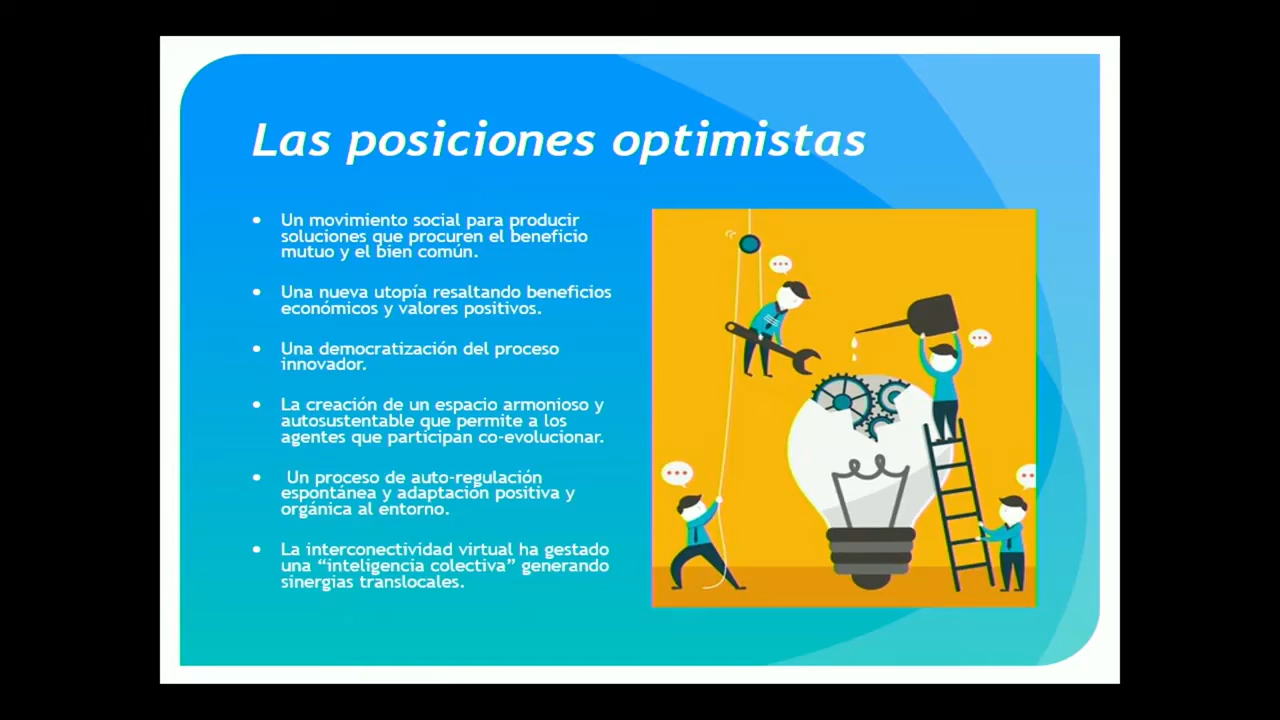 Las posiciones optimistas
• Un movimiento social para producir
soluciones que procuren el beneficio
mutuo y el bien común.
• Una nueva utopía resaltando beneficios
económicos y valores positivos.
• Una democratización del proceso
innovador.
• La creación de un espacio armonioso y
autosustentable que permite a los
agentes que participan co-evolucionar.
• Un proceso de auto-regulación
espontánea y adaptación positiva y
orgánica al entorno.
• La interconectividad virtual ha gestado
una “inteligencia colectiva” generando
sinergias translocales.